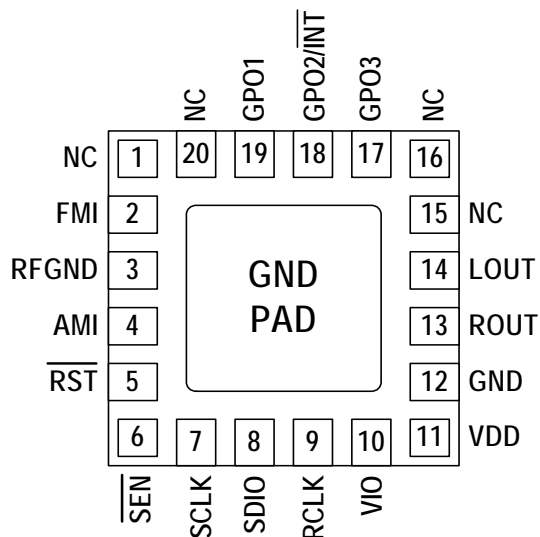 NC
GPO1
GPO2/INT
GPO3
NC
NC 1 20 19 18 17 16
FMI 2 15 NC
RFGND 3 14 LOUT
GND
PAD
AMI 4 13 ROUT
RST 5 12 GND
6 7 8 9 10 11 VDD
SEN
SCLK
SDIO
RCLK
VIO